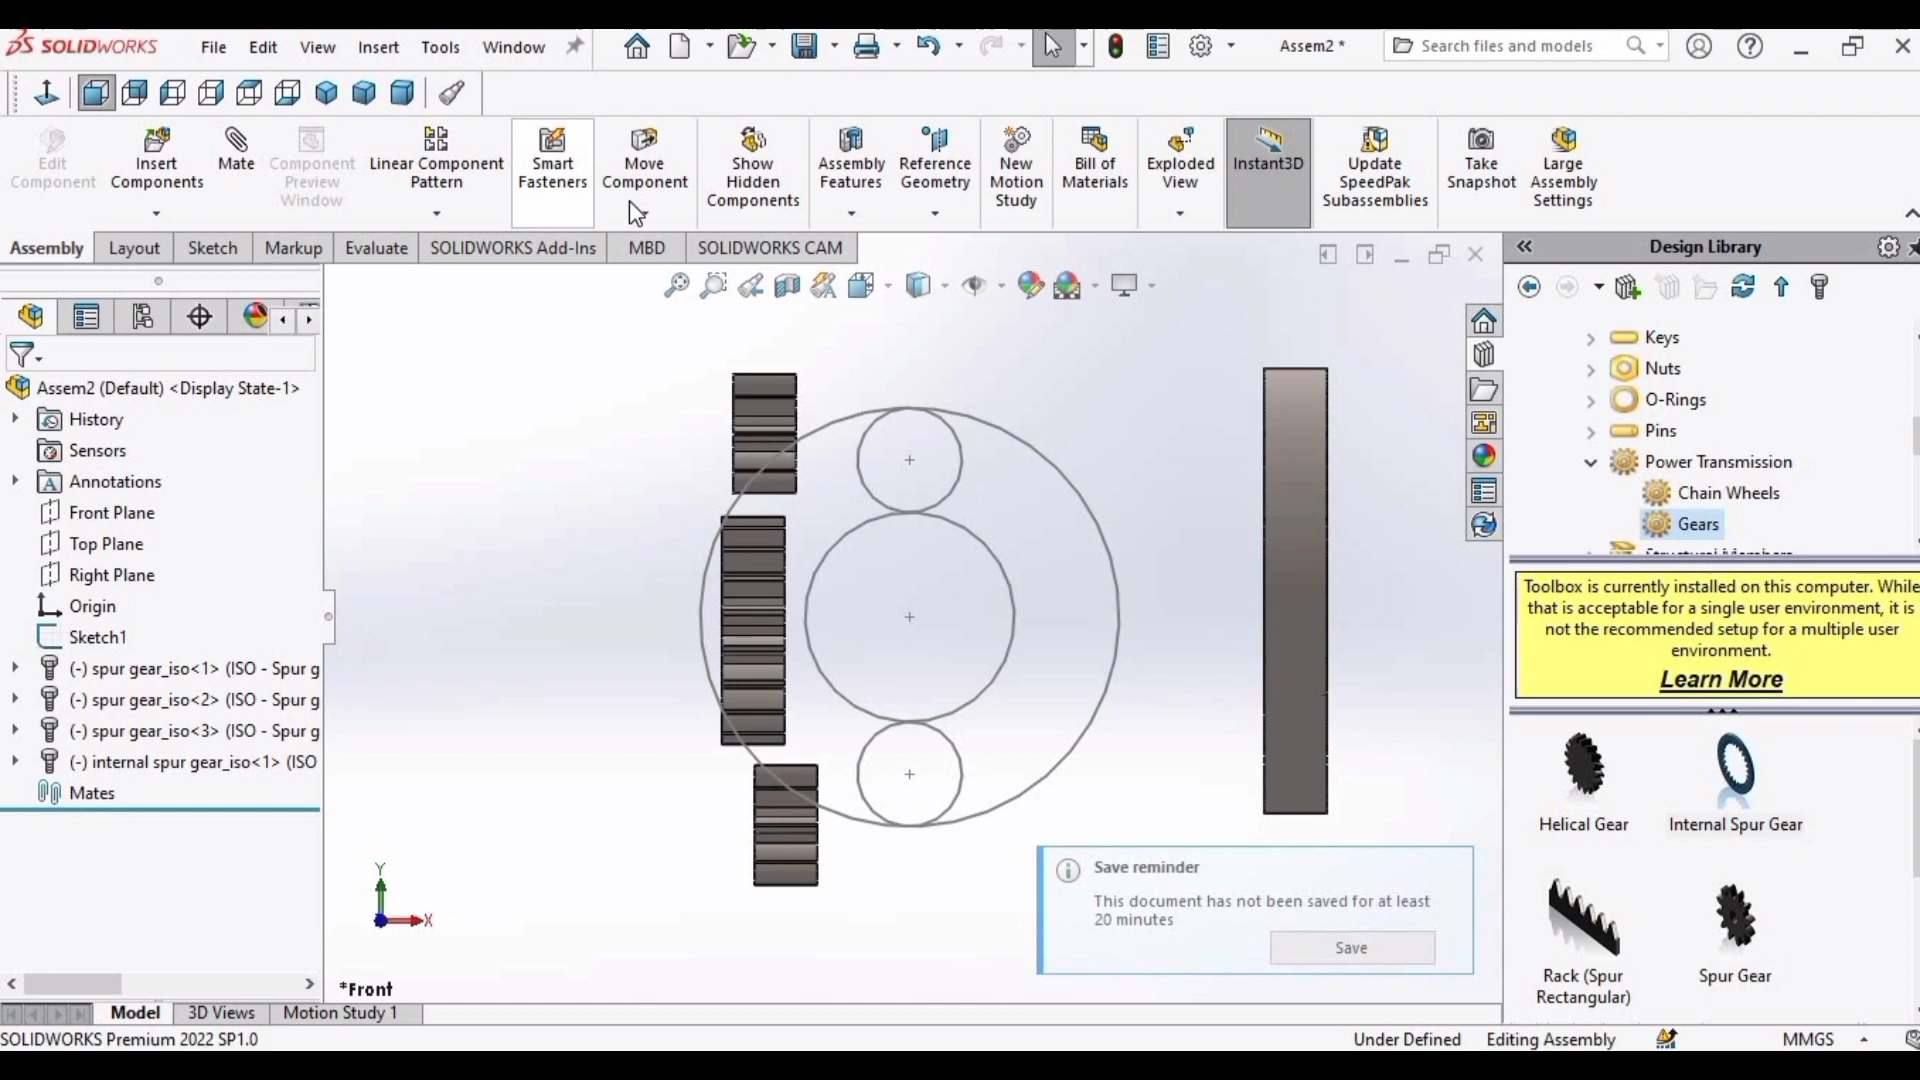 SOLIDWORKS
File Edit View Insert Tools Window
Assem2 *
Search files and models
Edit
Component
Insert
Components
Mate
Component
Preview
Window
Linear Component
Pattern
Smart
Fasteners
Move
Component
Show
Hidden
Components
Assembly
Features
Reference
Geometry
New
Motion
Study
Bill of
Materials
Exploded
View
Instant3D
Update
SpeedPak
Subassemblies
Take
Snapshot
Large
Assembly
Settings
Assembly Layout Sketch Markup Evaluate SOLIDWORKS Add-Ins MBD SOLIDWORKS CAM
Assem2 (Default) <Display State-1>
History
Sensors
Annotations
Front Plane
Top Plane
Right Plane
Origin
Sketch1
(-) spur gear_iso<1> (ISO - Spur g
(-) spur gear_iso<2> (ISO - Spur g
(-) spur gear_iso<3> (ISO - Spur g
(-) internal spur gear_iso<1> (ISO
Mates
Y
X
*Front
Save reminder
This document has not been saved for at least
20 minutes
Save
Design Library
Keys
Nuts
O-Rings
Pins
Power Transmission
Chain Wheels
Gears
Structural Members
Toolbox is currently installed on this computer. While
that is acceptable for a single user environment, it is
not the recommended setup for a multiple user
environment.
Learn More
Helical Gear
Internal Spur Gear
Rack (Spur
Rectangular)
Spur Gear
Model 3D Views Motion Study 1
SOLIDWORKS Premium 2022 SP1.0
Under Defined Editing Assembly MMGS